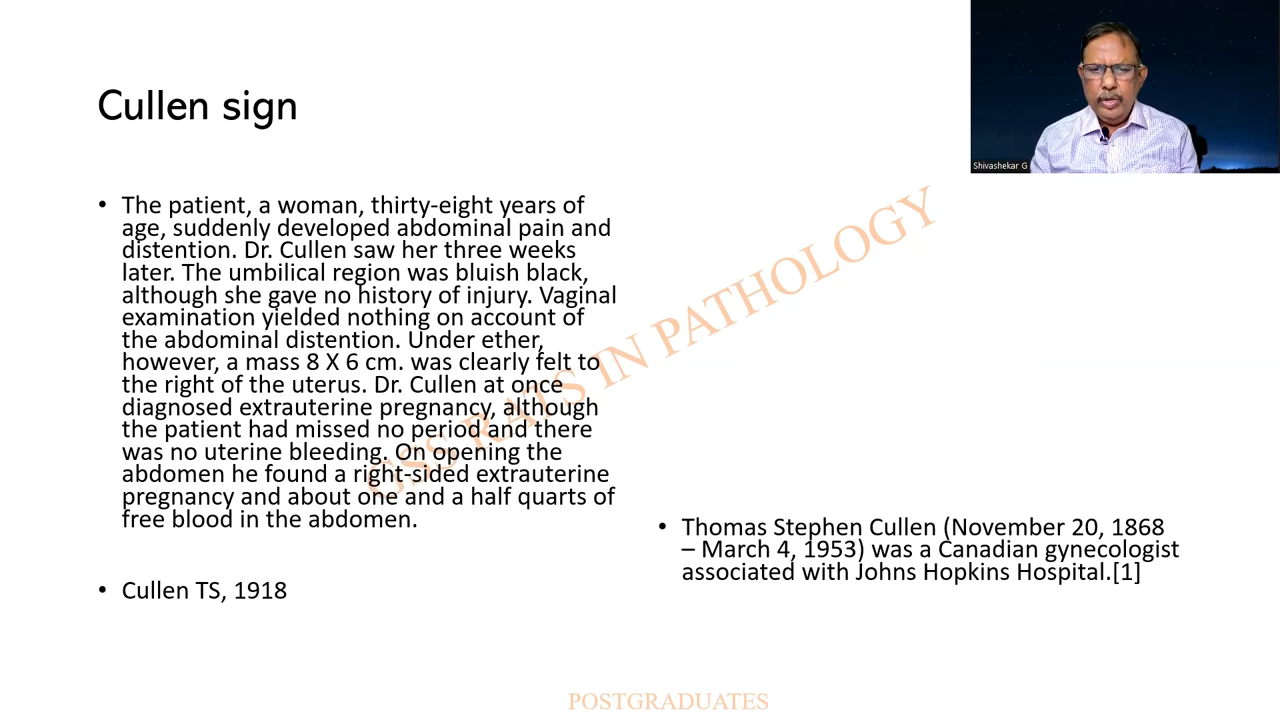 Cullen sign
Shivashekar G
• The patient, a woman, thirty-eight years of
age, suddenly developed abdominal pain and
distention. Dr. Cullen saw her three weeks
later. The umbilical region was bluish black,
although she gave no history of injury. Vaginal
examination yielded nothing on account of
the abdominal distention. Under ether,
however, a mass 8 X 6 cm. was clearly felt to
the right of the uterus. Dr. Cullen at once
diagnosed extrauterine pregnancy, although
the patient had missed no period and there
was no uterine bleeding. On opening the
abdomen he found a right-sided extrauterine
pregnancy and about one and a half quarts of
free blood in the abdomen.
• Cullen TS, 1918
• Thomas Stephen Cullen (November 20, 1868
– March 4, 1953) was a Canadian gynecologist
associated with Johns Hopkins Hospital.[1]
GSS RATS IN PATHOLOGY
POSTGRADUATES